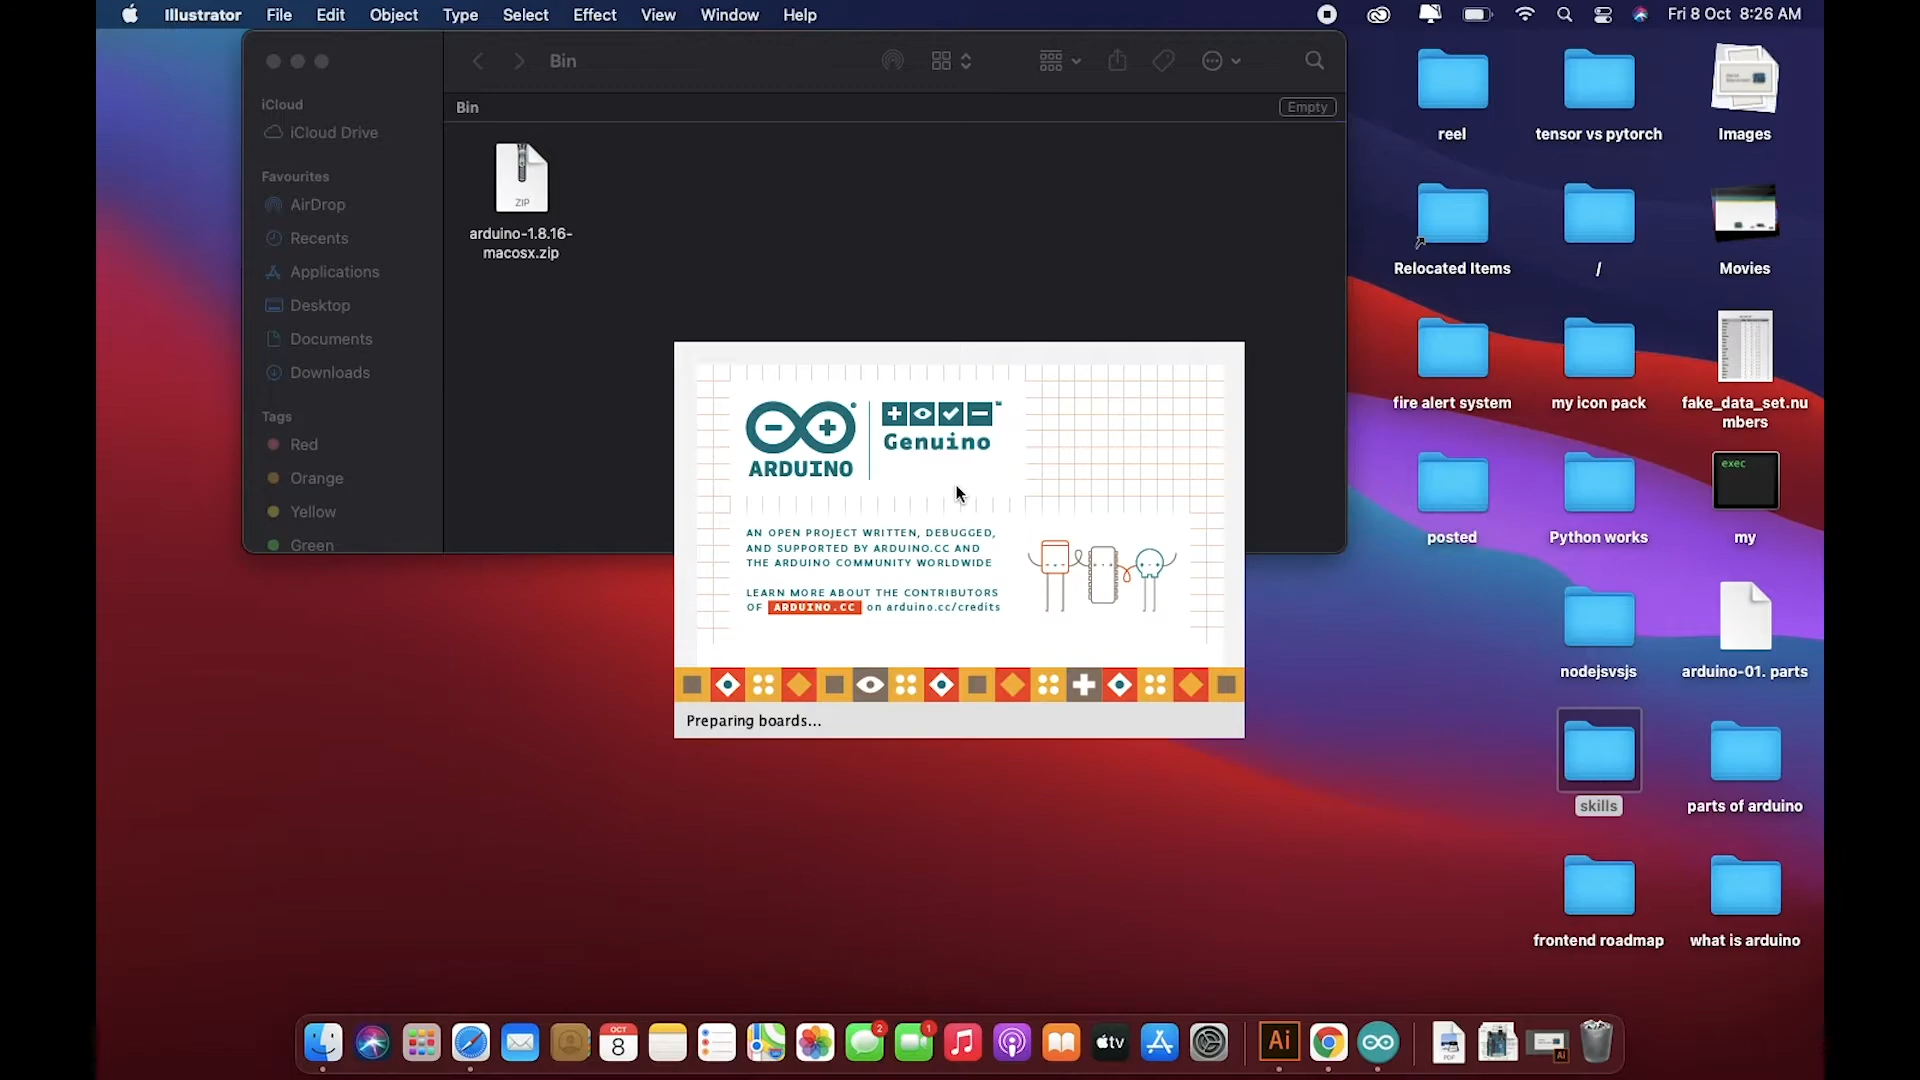 Illustrator File Edit Object Type Select Effect View Window Help
Fri 8 Oct 8:26 AM
Bin
Bin
Empty
iCloud
iCloud Drive
Favourites
AirDrop
Recents
Applications
Desktop
Documents
Downloads
Tags
Red
Orange
Yellow
Green
ZIP
arduino-1.8.16-
macosx.zip
ARDUINO
Genuino
TM
AN OPEN PROJECT WRITTEN, DEBUGGED,
AND SUPPORTED BY ARDUINO.CC AND
THE ARDUINO COMMUNITY WORLDWIDE
LEARN MORE ABOUT THE CONTRIBUTORS
OF ARDUINO.CC on arduino.cc/credits
Preparing boards...
reel
tensor vs pytorch
Images
Relocated Items
/
Movies
fire alert system
my icon pack
fake_data_set.nu
mbers
posted
Python works
exec
my
nodejsvsjs
arduino-01. parts
skills
parts of arduino
frontend roadmap
what is arduino
OCT
8
2
1
tv
Ai
PDF
Ai